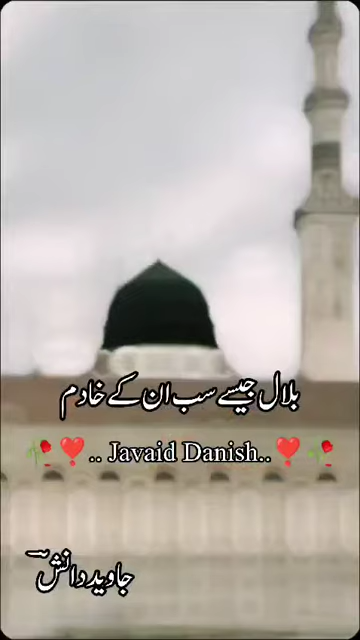 بلال جیسے سب ان کے خادم
🥀❣️.. Javaid Danish..❣️🥀
جاوید دانش